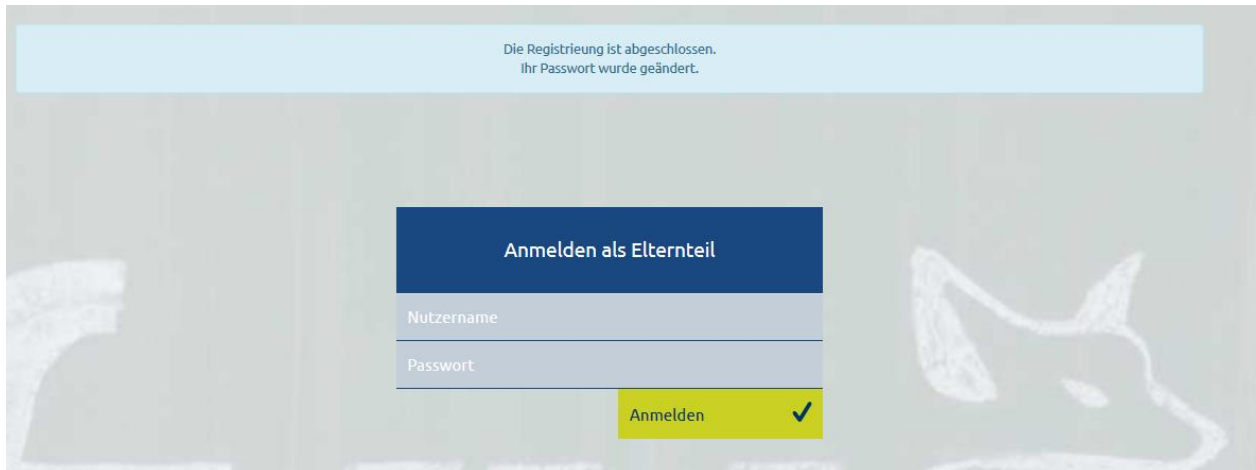 Die Registrieung ist abgeschlossen.
Ihr Passwort wurde geändert.
Anmelden als Elternteil
Nutzername
Passwort
Anmelden